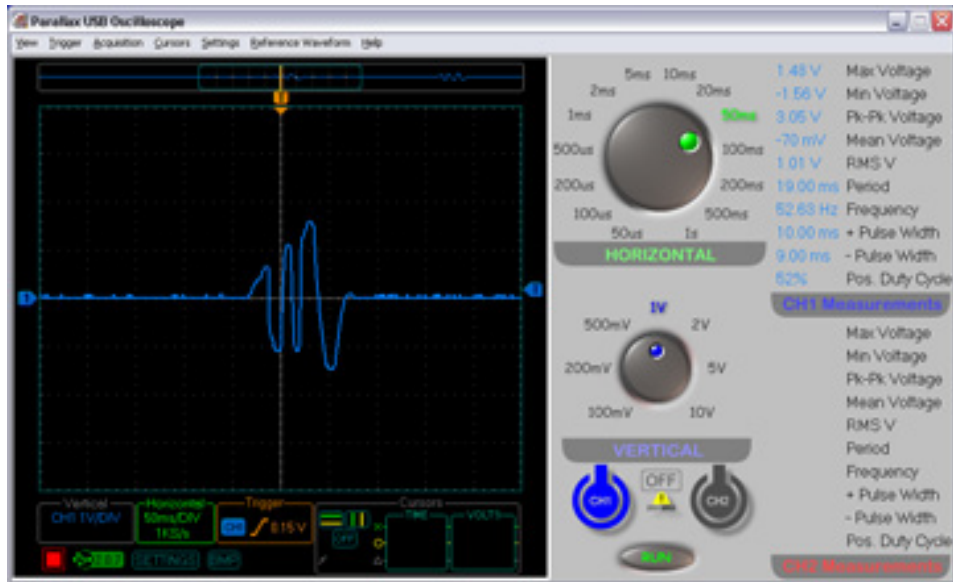 Parallax USB Oscilloscope
View Trigger Acquisition Cursors Settings Reference Waveform Help
5ms 10ms
2ms 20ms
1ms 50ms
500us 100ms
200us 200ms
100us 500ms
50us 1s
HORIZONTAL
1V
500mV 2V
200mV 5V
100mV 10V
VERTICAL
CH1 OFF CH2
RUN
1.48 V Max Voltage
-1.56 V Min Voltage
3.05 V Pk-Pk Voltage
-70 mV Mean Voltage
1.01 V RMS V
19.00 ms Period
52.63 Hz Frequency
10.00 ms + Pulse Width
9.00 ms - Pulse Width
52% Pos. Duty Cycle
CH1 Measurements
Max Voltage
Min Voltage
Pk-Pk Voltage
Mean Voltage
RMS V
Period
Frequency
+ Pulse Width
- Pulse Width
Pos. Duty Cycle
CH2 Measurements
Vertical Horizontal Trigger Cursors
CH1 1V/DIV 50ms/DIV CH1 0.15 V TIME VOLTS
1KS/s
OFF
SETTINGS BMP